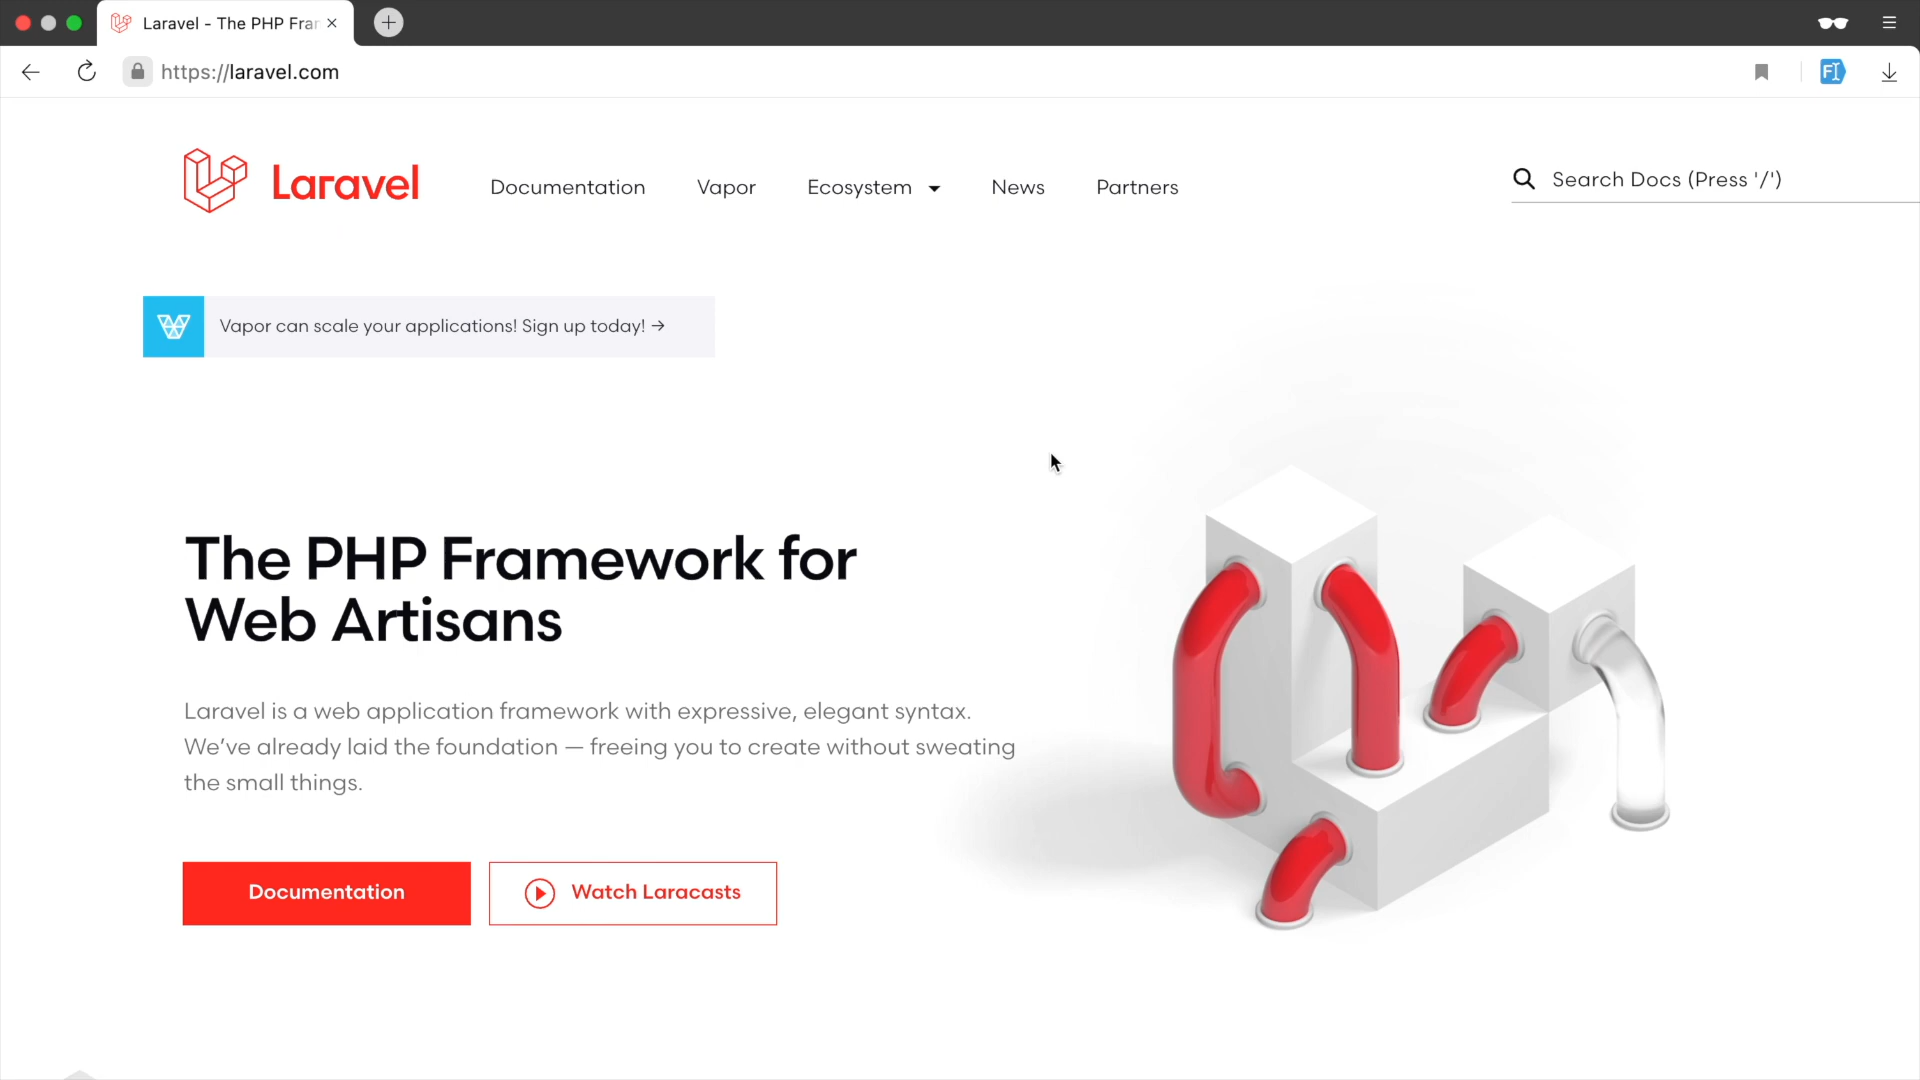 Laravel - The PHP Fra
https://laravel.com
FI
Laravel
Documentation
Vapor
Ecosystem
News
Partners
Search Docs (Press '/')
Vapor can scale your applications! Sign up today! →
The PHP Framework for
Web Artisans
Laravel is a web application framework with expressive, elegant syntax.
We’ve already laid the foundation — freeing you to create without sweating
the small things.
Documentation
Watch Laracasts